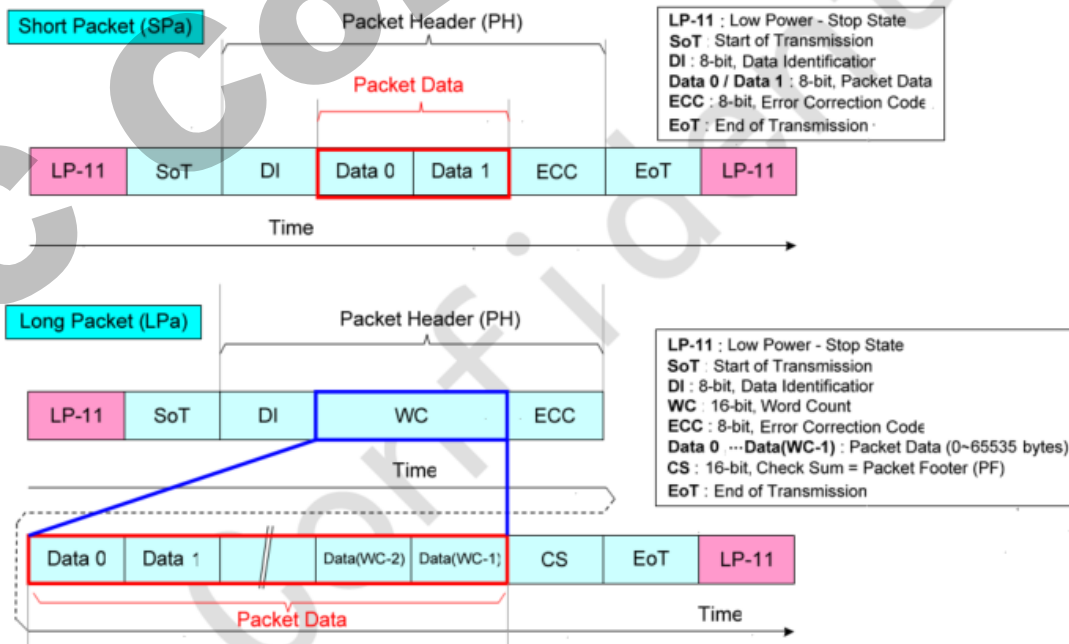 Short Packet (SPa)
Packet Header (PH)
Packet Data
LP-11 : Low Power - Stop State
SoT : Start of Transmission
DI : 8-bit, Data Identification
Data 0 / Data 1 : 8-bit, Packet Data
ECC : 8-bit, Error Correction Code
EoT : End of Transmission
LP-11 SoT DI Data 0 Data 1 ECC EoT LP-11
Time
Long Packet (LPa)
Packet Header (PH)
LP-11 : Low Power - Stop State
SoT : Start of Transmission
DI : 8-bit, Data Identification
WC : 16-bit, Word Count
ECC : 8-bit, Error Correction Code
Data 0 ···Data(WC-1) : Packet Data (0~65535 bytes)
CS : 16-bit, Check Sum = Packet Footer (PF)
EoT : End of Transmission
LP-11 SoT DI WC ECC
Time
Data 0 Data 1 Data(WC-2) Data(WC-1) CS EoT LP-11
Packet Data
Time